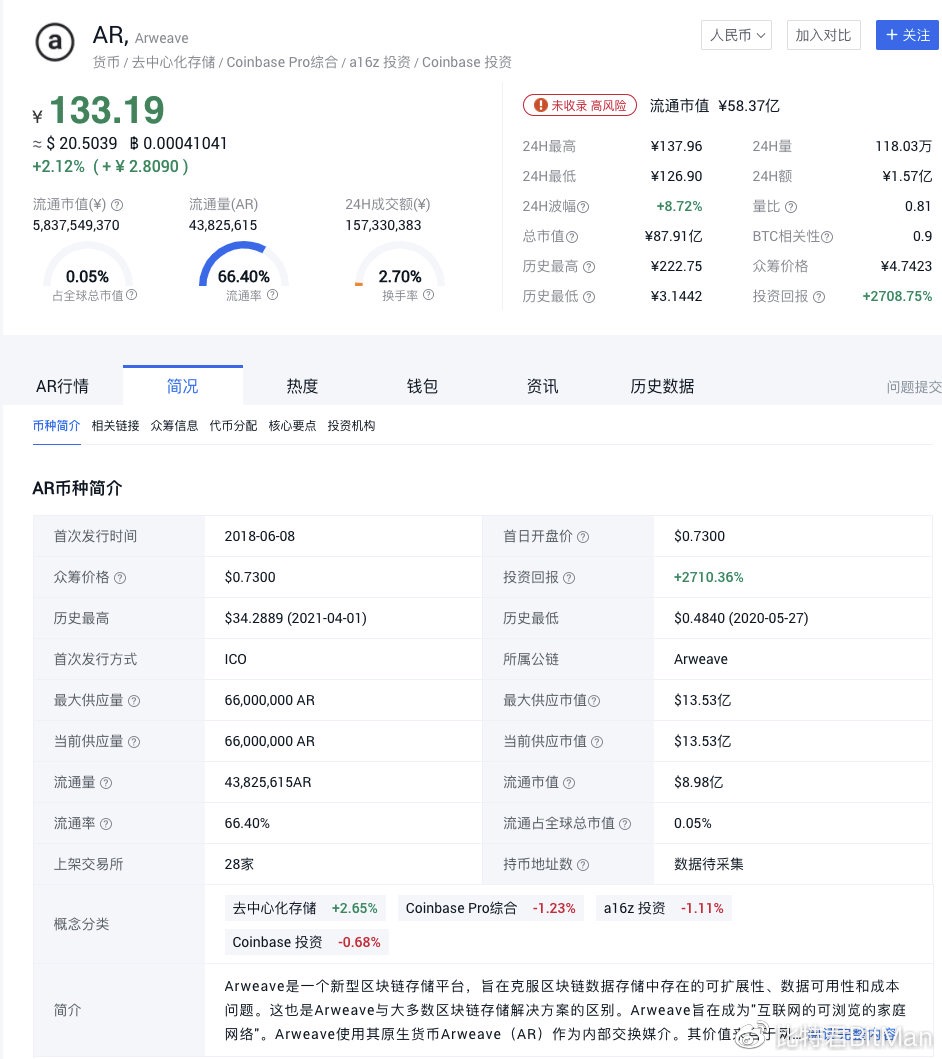 a
AR, Arweave
货币 / 去中心化存储 / Coinbase Pro综合 / a16z 投资 / Coinbase 投资
人民币
加入对比
+ 关注
¥ 133.19
≈ $ 20.5039 ฿ 0.00041041
+2.12% ( + ¥ 2.8090 )
流通市值(¥)
流通量(AR)
24H成交额(¥)
5,837,549,370
43,825,615
157,330,383
0.05%
占全球总市值
66.40%
流通率
2.70%
换手率
未收录 高风险 流通市值 ¥58.37亿
24H最高 ¥137.96 24H量 118.03万
24H最低 ¥126.90 24H额 ¥1.57亿
24H波幅 +8.72% 量比 0.81
总市值 ¥87.91亿 BTC相关性 0.9
历史最高 ¥222.75 众筹价格 ¥4.7423
历史最低 ¥3.1442 投资回报 +2708.75%
AR行情 简况 热度 钱包 资讯 历史数据 问题提交
币种简介 相关链接 众筹信息 代币分配 核心要点 投资机构
AR币种简介
首次发行时间 2018-06-08 首日开盘价 $0.7300
众筹价格 $0.7300 投资回报 +2710.36%
历史最高 $34.2889 (2021-04-01) 历史最低 $0.4840 (2020-05-27)
首次发行方式 ICO 所属公链 Arweave
最大供应量 66,000,000 AR 最大供应市值 $13.53亿
当前供应量 66,000,000 AR 当前供应市值 $13.53亿
流通量 43,825,615AR 流通市值 $8.98亿
流通率 66.40% 流通占全球总市值 0.05%
上架交易所 28家 持币地址数 数据待采集
概念分类
去中心化存储 +2.65% Coinbase Pro综合 -1.23% a16z 投资 -1.11%
Coinbase 投资 -0.68%
简介
Arweave是一个新型区块链存储平台，旨在克服区块链数据存储中存在的可扩展性、数据可用性和成本
问题。这也是Arweave与大多数区块链存储解决方案的区别。Arweave旨在成为"互联网的可浏览的家庭
网络"。Arweave使用其原生货币Arweave（AR）作为内部交换媒介。其价值
BitMan